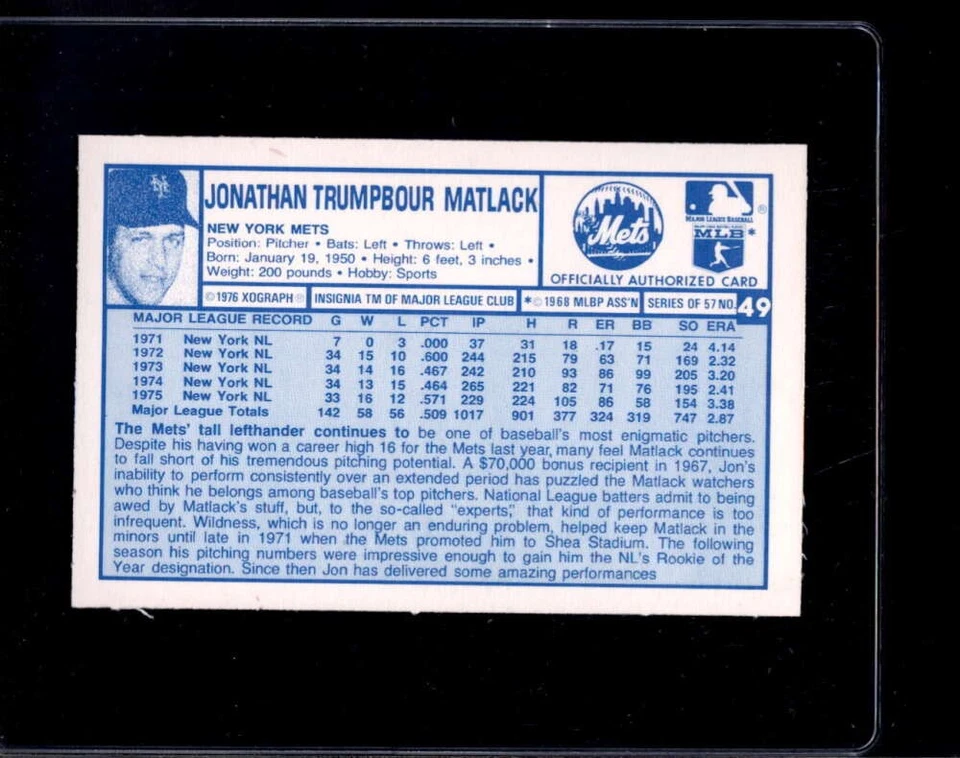 NY
JONATHAN TRUMPBOUR MATLACK
NEW YORK METS
Position: Pitcher • Bats: Left • Throws: Left •
Born: January 19, 1950 • Height: 6 feet, 3 inches •
Weight: 200 pounds • Hobby: Sports
Mets
MAJOR LEAGUE BASEBALL
®
MLB *
OFFICIALLY AUTHORIZED CARD
©1976 XOGRAPH® INSIGNIA TM OF MAJOR LEAGUE CLUB *©1968 MLBP ASS'N SERIES OF 57 NO. 49
MAJOR LEAGUE RECORD G W L PCT IP H R ER BB SO ERA
1971 New York NL 7 0 3 .000 37 31 18 .17 15 24 4.14
1972 New York NL 34 15 10 .600 244 215 79 63 71 169 2.32
1973 New York NL 34 14 16 .467 242 210 93 86 99 205 3.20
1974 New York NL 34 13 15 .464 265 221 82 71 76 195 2.41
1975 New York NL 33 16 12 .571 229 224 105 86 58 154 3.38
Major League Totals 142 58 56 .509 1017 901 377 324 319 747 2.87
The Mets' tall lefthander continues to be one of baseball's most enigmatic pitchers.
Despite his having won a career high 16 for the Mets last year, many feel Matlack continues
to fall short of his tremendous pitching potential. A $70,000 bonus recipient in 1967, Jon's
inability to perform consistently over an extended period has puzzled the Matlack watchers
who think he belongs among baseball's top pitchers. National League batters admit to being
awed by Matlack's stuff, but, to the so-called "experts," that kind of performance is too
infrequent. Wildness, which is no longer an enduring problem, helped keep Matlack in the
minors until late in 1971 when the Mets promoted him to Shea Stadium. The following
season his pitching numbers were impressive enough to gain him the NL's Rookie of the
Year designation. Since then Jon has delivered some amazing performances